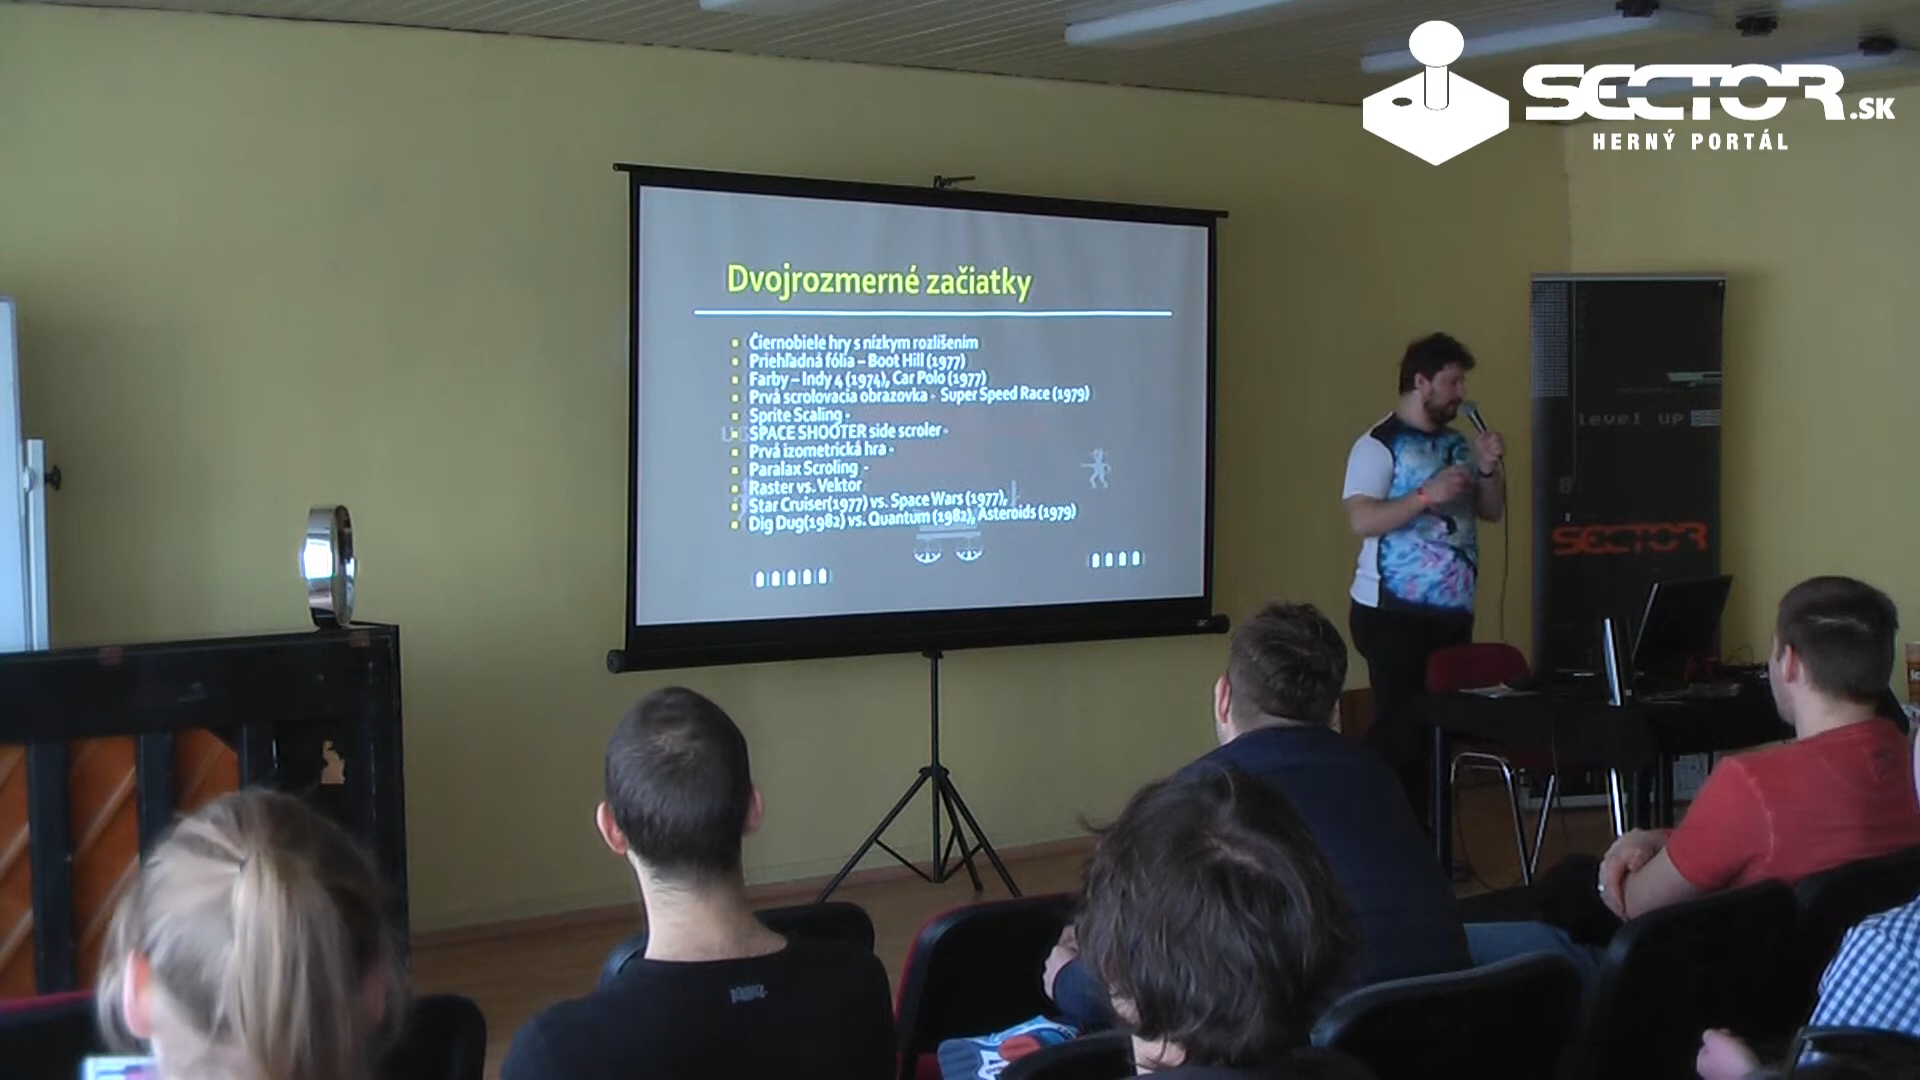 SECTOR.SK
HERNÝ PORTÁL
Dvojrozmerné začiatky
Čiernobiele hry s nízkym rozlišením
Priehľadná fólia – Boot Hill (1977)
Farby – Indy 4 (1974), Car Polo (1977)
Prvá scrolovacia obrazovka - Super Speed Race (1979)
Sprite Scaling -
SPACE SHOOTER side scroler -
Prvá izometrická hra -
Paralax Scroling -
Raster vs. Vektor
Star Cruiser(1977) vs. Space Wars (1977),
Dig Dug(1982) vs. Quantum (1982), Asteroids (1979)
level up
SECTOR